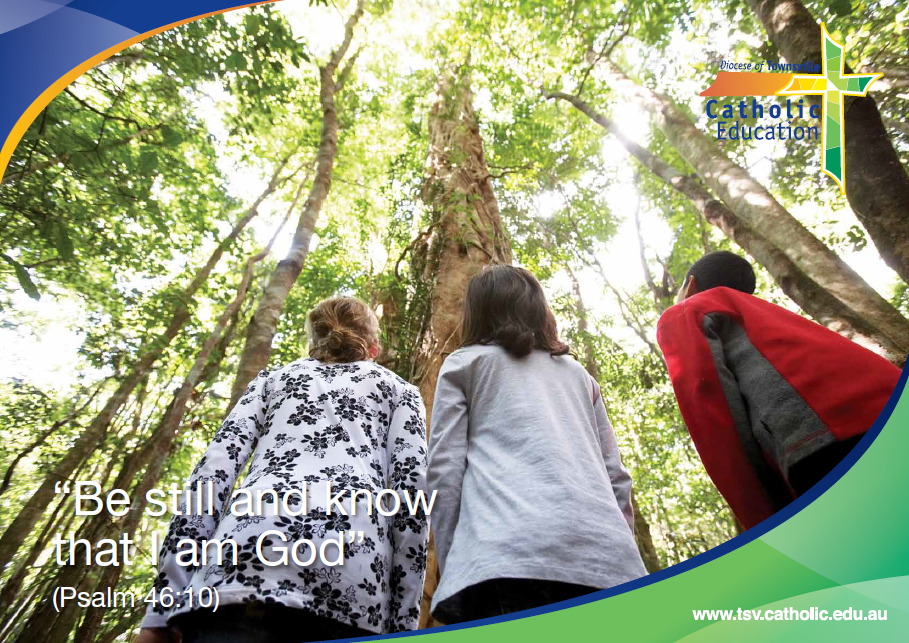 Diocese of Townsville
Catholic
Education
“Be still and know
that I am God”
(Psalm 46:10)
www.tsv.catholic.edu.au